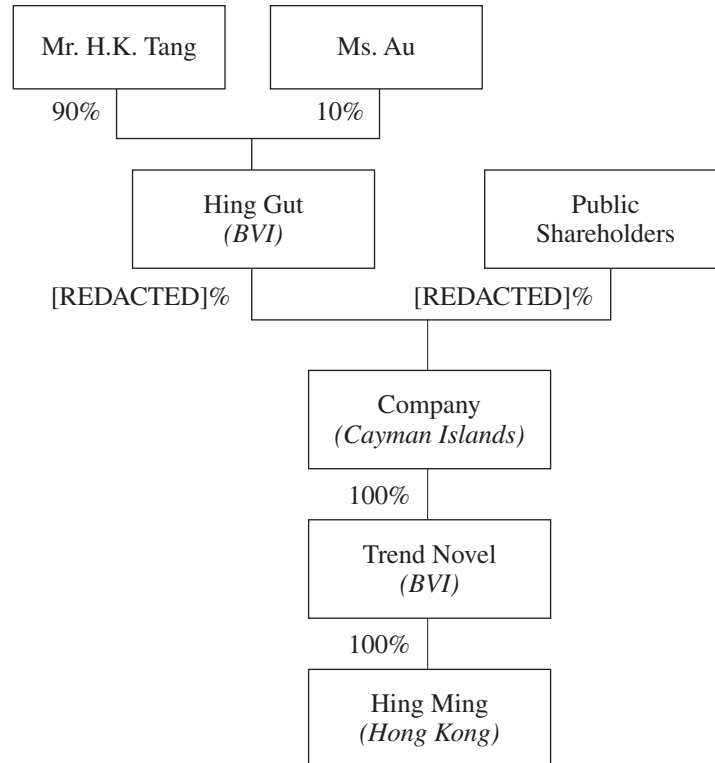 Mr. H.K. Tang
Ms. Au
90%
10%
Hing Gut
(BVI)
Public
Shareholders
[REDACTED]%
[REDACTED]%
Company
(Cayman Islands)
100%
Trend Novel
(BVI)
100%
Hing Ming
(Hong Kong)